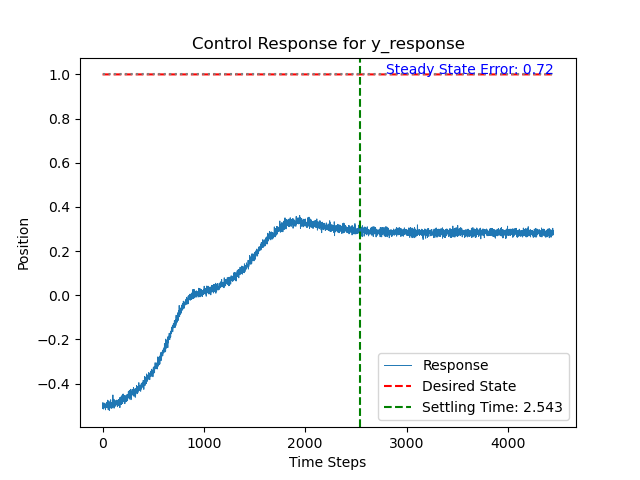 Control Response for y_response
Steady State Error: 0.72
1.0
0.8
0.6
0.4
0.2
0.0
−0.2
−0.4
Position
0
1000
2000
3000
4000
Time Steps
Response
Desired State
Settling Time: 2.543